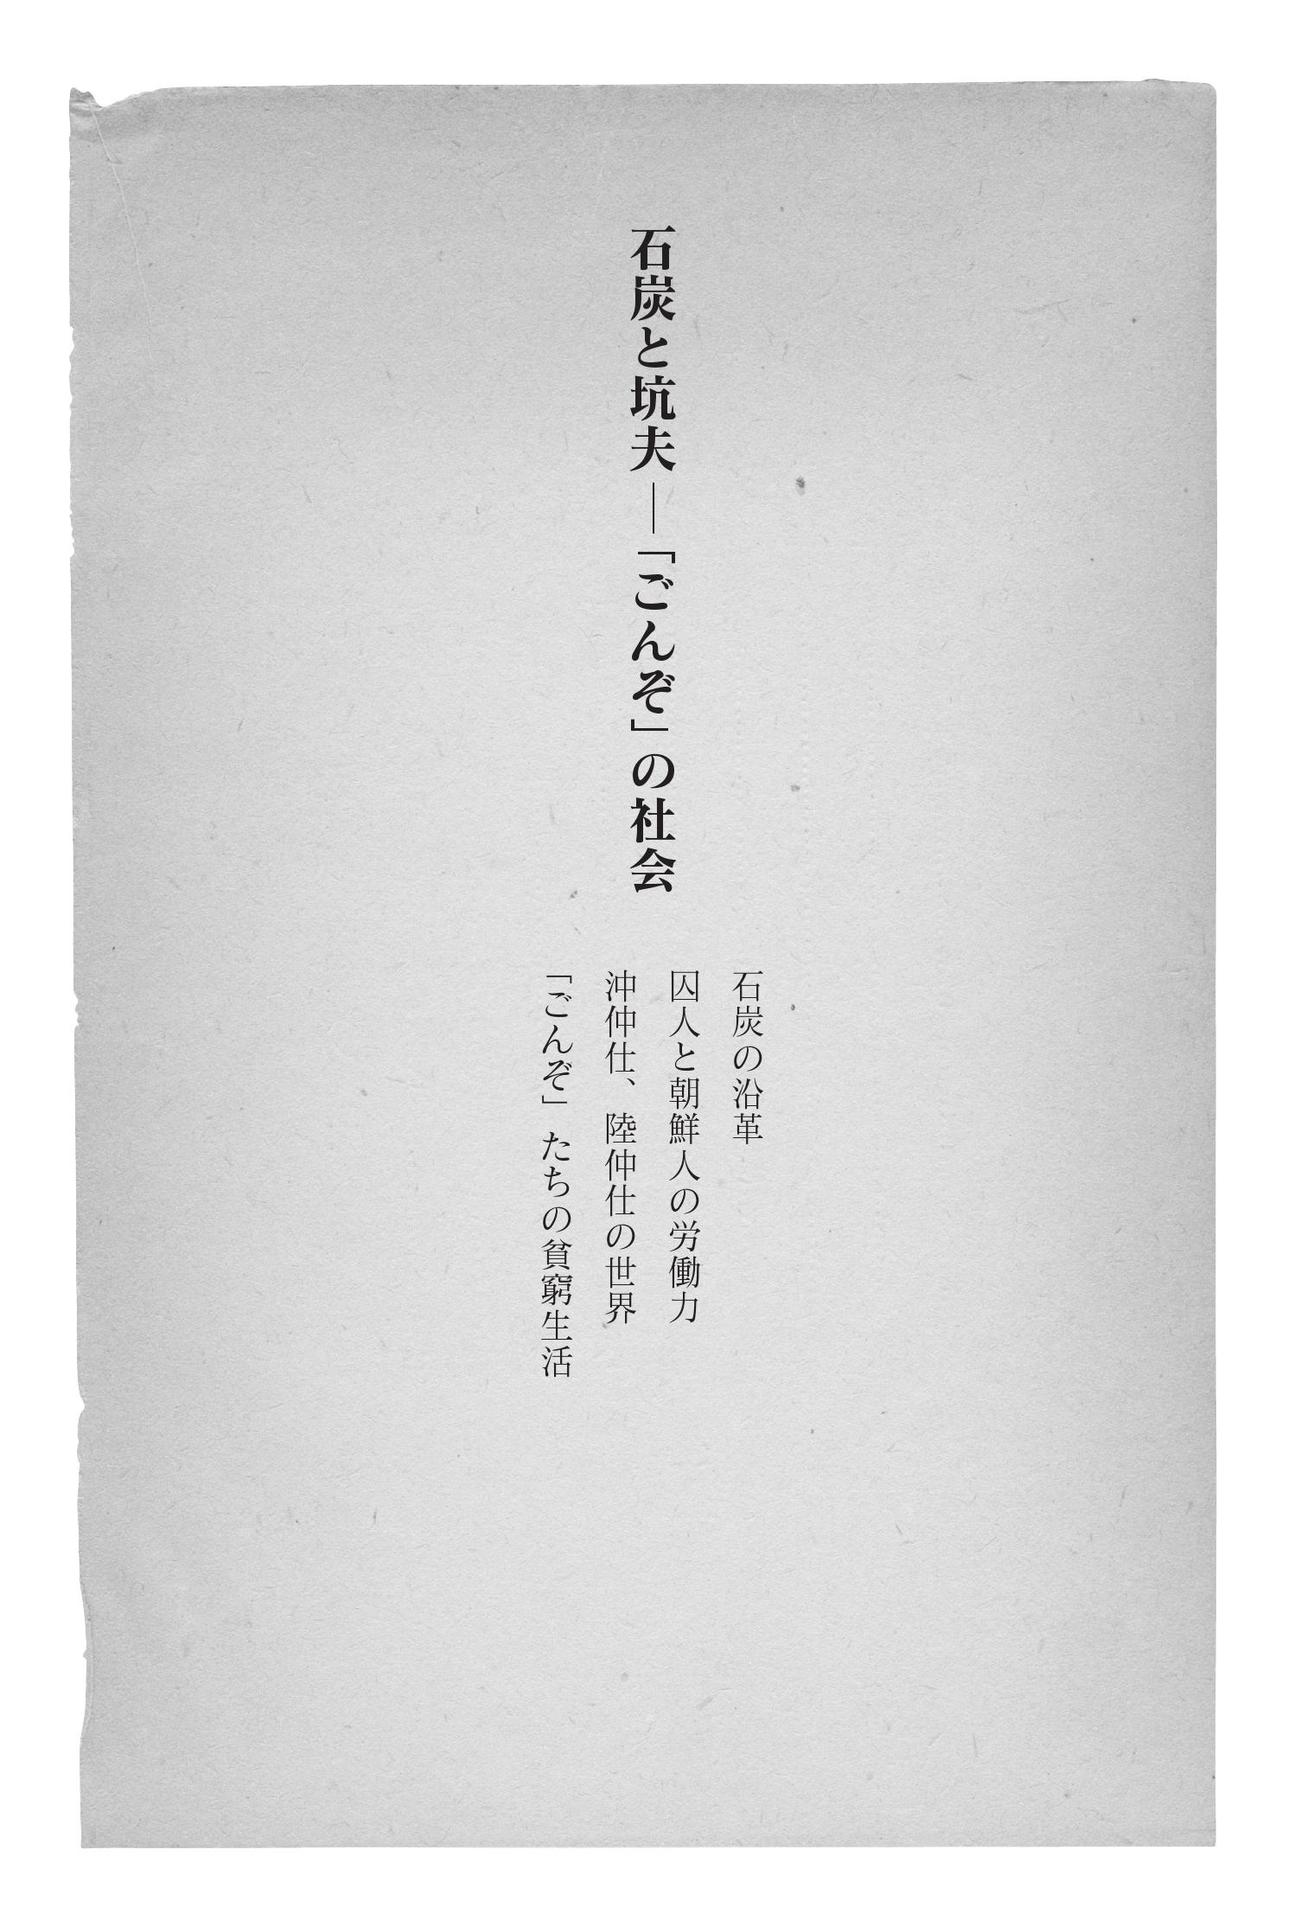 石炭と坑夫―「ごんぞ」の社会
石炭の沿革
囚人と朝鮮人の労働力
沖仲仕、陸仲仕の世界
「ごんぞ」たちの貧窮生活